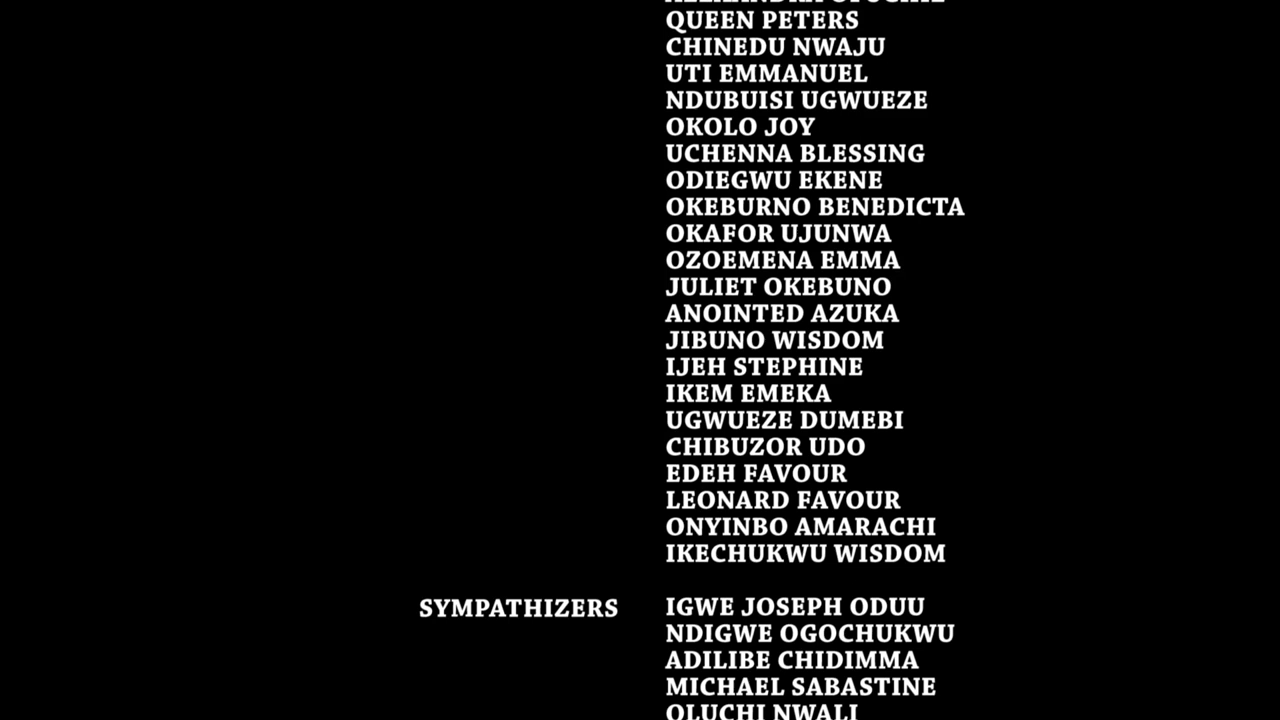 QUEEN PETERS
CHINEDU NWAJU
UTI EMMANUEL
NDUBUISI UGWUEZE
OKOLO JOY
UCHENNA BLESSING
ODIEGWU EKENE
OKEBURNO BENEDICTA
OKAFOR UJUNWA
OZOEMENA EMMA
JULIET OKEBUNO
ANOINTED AZUKA
JIBUNO WISDOM
IJEH STEPHINE
IKEM EMEKA
UGWUEZE DUMEBI
CHIBUZOR UDO
EDEH FAVOUR
LEONARD FAVOUR
ONYINBO AMARACHI
IKECHUKWU WISDOM
SYMPATHIZERS IGWE JOSEPH ODUU
NDIGWE OGOCHUKWU
ADILIBE CHIDIMMA
MICHAEL SABASTINE
OLUCHI NWALI